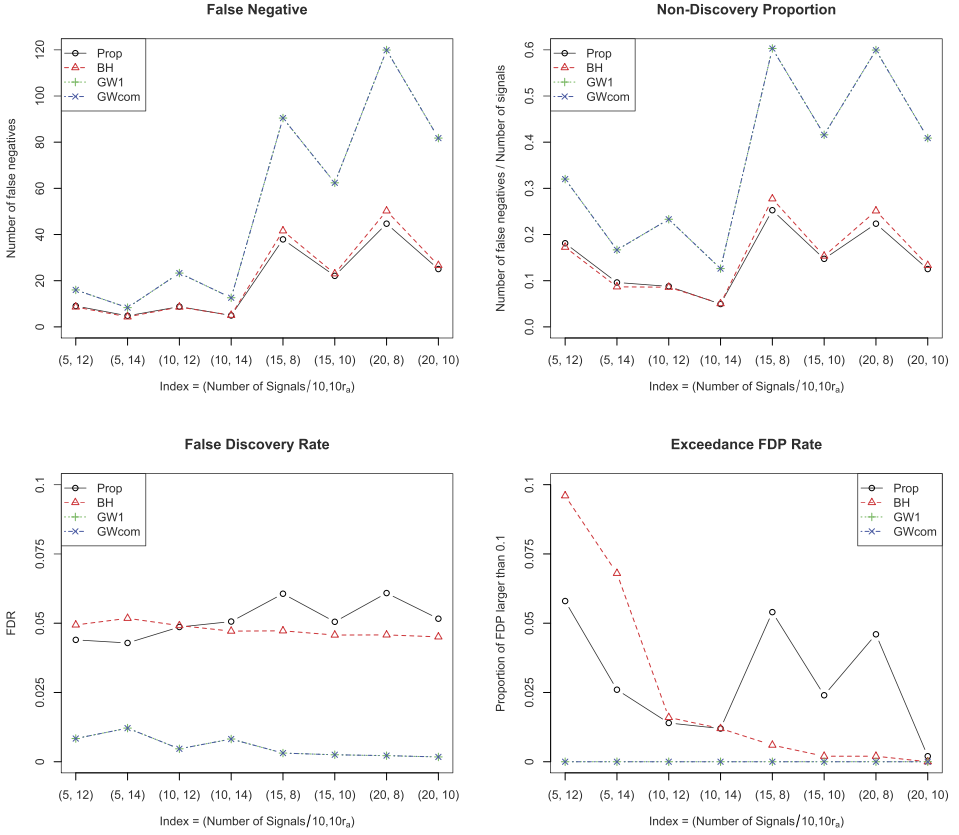 False Negative
Number of false negatives
120
100
80
60
40
20
0
Prop
BH
GW1
GWcom
(5, 12) (5, 14) (10, 12) (10, 14) (15, 8) (15, 10) (20, 8) (20, 10)
Index = (Number of Signals/10,10rₐ)
Non-Discovery Proportion
Number of false negatives / Number of signals
0.6
0.5
0.4
0.3
0.2
0.1
0.0
Prop
BH
GW1
GWcom
(5, 12) (5, 14) (10, 12) (10, 14) (15, 8) (15, 10) (20, 8) (20, 10)
Index = (Number of Signals/10,10rₐ)
False Discovery Rate
FDR
0.1
0.075
0.05
0.025
0
Prop
BH
GW1
GWcom
(5, 12) (5, 14) (10, 12) (10, 14) (15, 8) (15, 10) (20, 8) (20, 10)
Index = (Number of Signals/10,10rₐ)
Exceedance FDP Rate
Proportion of FDP larger than 0.1
0.1
0.075
0.05
0.025
0
Prop
BH
GW1
GWcom
(5, 12) (5, 14) (10, 12) (10, 14) (15, 8) (15, 10) (20, 8) (20, 10)
Index = (Number of Signals/10,10rₐ)